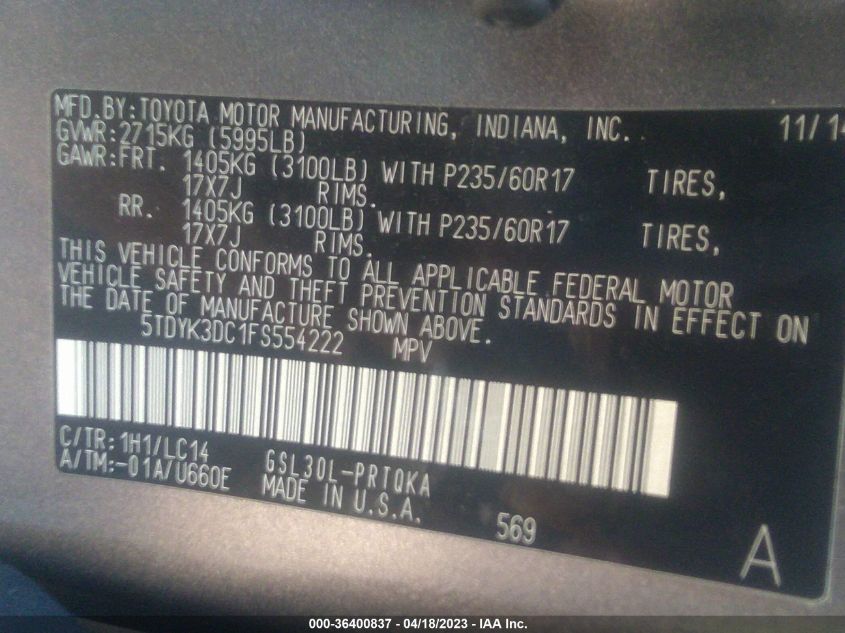 MFD.BY:TOYOTA MOTOR MANUFACTURING, INDIANA, INC. 11/14
GVWR:2715KG (5995LB)
GAWR:FRT. 1405KG (3100LB) WITH P235/60R17 TIRES,
17X7J RIMS.
RR. 1405KG (3100LB) WITH P235/60R17 TIRES,
17X7J RIMS.
THIS VEHICLE CONFORMS TO ALL APPLICABLE FEDERAL MOTOR
VEHICLE SAFETY AND THEFT PREVENTION STANDARDS IN EFFECT ON
THE DATE OF MANUFACTURE SHOWN ABOVE.
5TDYK3DC1FS554222 MPV
C/TR:1H1/LC14
A/TM:-01A/U660E
GSL30L-PRTQKA
MADE IN U.S.A.
569
A
000-36400837 - 04/18/2023 - IAA Inc.